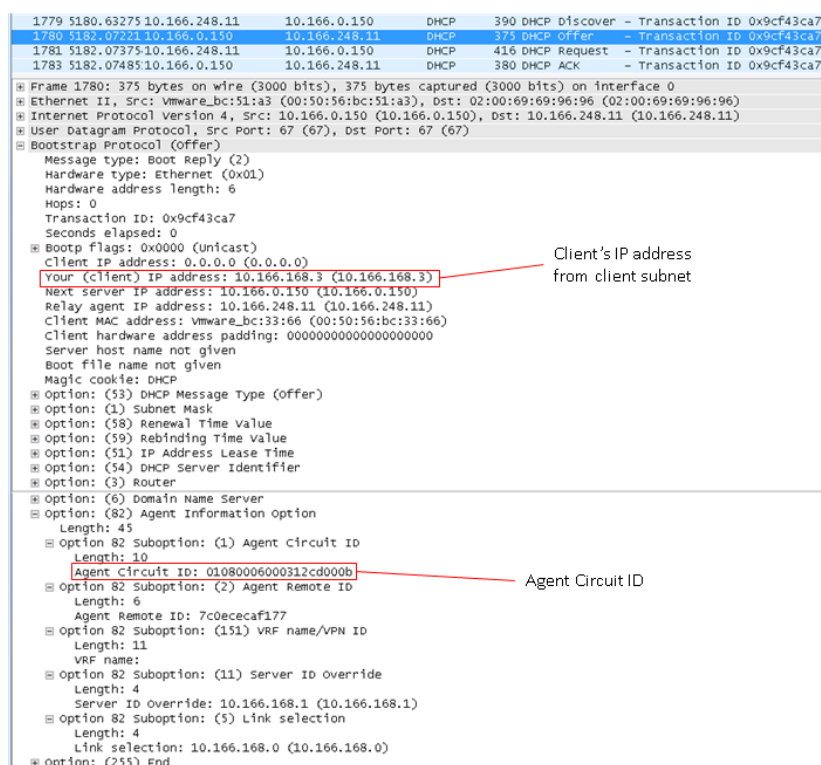 1779 5180.63275 10.166.248.11 10.166.0.150 DHCP 390 DHCP Discover - Transaction ID 0x9cf43ca7
1780 5182.07221 10.166.0.150 10.166.248.11 DHCP 375 DHCP Offer - Transaction ID 0x9cf43ca7
1781 5182.07375 10.166.248.11 10.166.0.150 DHCP 416 DHCP Request - Transaction ID 0x9cf43ca7
1783 5182.07485 10.166.0.150 10.166.248.11 DHCP 380 DHCP ACK - Transaction ID 0x9cf43ca7
Frame 1780: 375 bytes on wire (3000 bits), 375 bytes captured (3000 bits) on interface 0
Ethernet II, Src: Vmware_bc:51:a3 (00:50:56:bc:51:a3), Dst: 02:00:69:69:96:96 (02:00:69:69:96:96)
Internet Protocol Version 4, Src: 10.166.0.150 (10.166.0.150), Dst: 10.166.248.11 (10.166.248.11)
User Datagram Protocol, Src Port: 67 (67), Dst Port: 67 (67)
Bootstrap Protocol (Offer)
Message type: Boot Reply (2)
Hardware type: Ethernet (0x01)
Hardware address length: 6
Hops: 0
Transaction ID: 0x9cf43ca7
Seconds elapsed: 0
Bootp flags: 0x0000 (Unicast)
Client IP address: 0.0.0.0 (0.0.0.0)
Your (client) IP address: 10.166.168.3 (10.166.168.3)
Next server IP address: 10.166.0.150 (10.166.0.150)
Relay agent IP address: 10.166.248.11 (10.166.248.11)
Client MAC address: Vmware_bc:33:66 (00:50:56:bc:33:66)
Client hardware address padding: 00000000000000000000
Server host name not given
Boot file name not given
Magic cookie: DHCP
Option: (53) DHCP Message Type (Offer)
Option: (1) Subnet Mask
Option: (58) Renewal Time Value
Option: (59) Rebinding Time Value
Option: (51) IP Address Lease Time
Option: (54) DHCP Server Identifier
Option: (3) Router
Option: (6) Domain Name Server
Option: (82) Agent Information Option
Length: 45
Option 82 Suboption: (1) Agent Circuit ID
Length: 10
Agent Circuit ID: 01080006000312cd000b
Option 82 Suboption: (2) Agent Remote ID
Length: 6
Agent Remote ID: 7c0ececaf177
Option 82 Suboption: (151) VRF name/VPN ID
Length: 11
VRF name:
Option 82 Suboption: (11) Server ID Override
Length: 4
Server ID Override: 10.166.168.1 (10.166.168.1)
Option 82 Suboption: (5) Link selection
Length: 4
Link selection: 10.166.168.0 (10.166.168.0)
Option: (255) End
Client's IP address
from client subnet
Agent Circuit ID